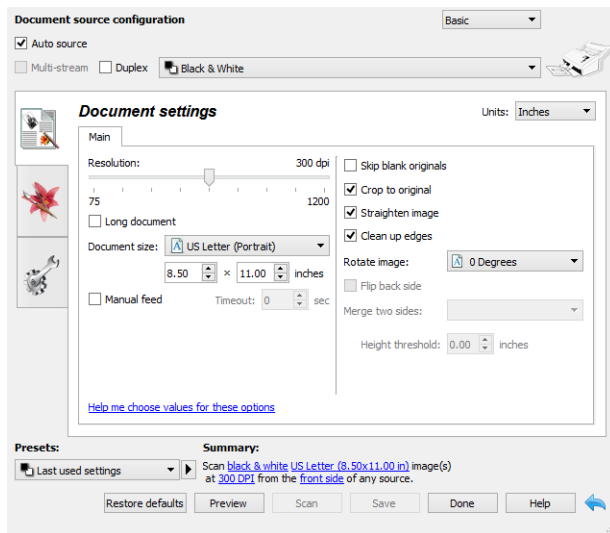 Document source configuration
Basic
Auto source
Multi-stream Duplex Black & White
Document settings
Units: Inches
Main
Resolution: 300 dpi
75 1200
Long document
Document size: US Letter (Portrait)
8.50 × 11.00 inches
Manual feed Timeout: 0 sec
Skip blank originals
Crop to original
Straighten image
Clean up edges
Rotate image: 0 Degrees
Flip back side
Merge two sides:
Height threshold: 0.00 inches
Help me choose values for these options
Presets:
Last used settings
Summary:
Scan black & white US Letter (8.50x11.00 in) image(s)
at 300 DPI from the front side of any source.
Restore defaults Preview Scan Save Done Help